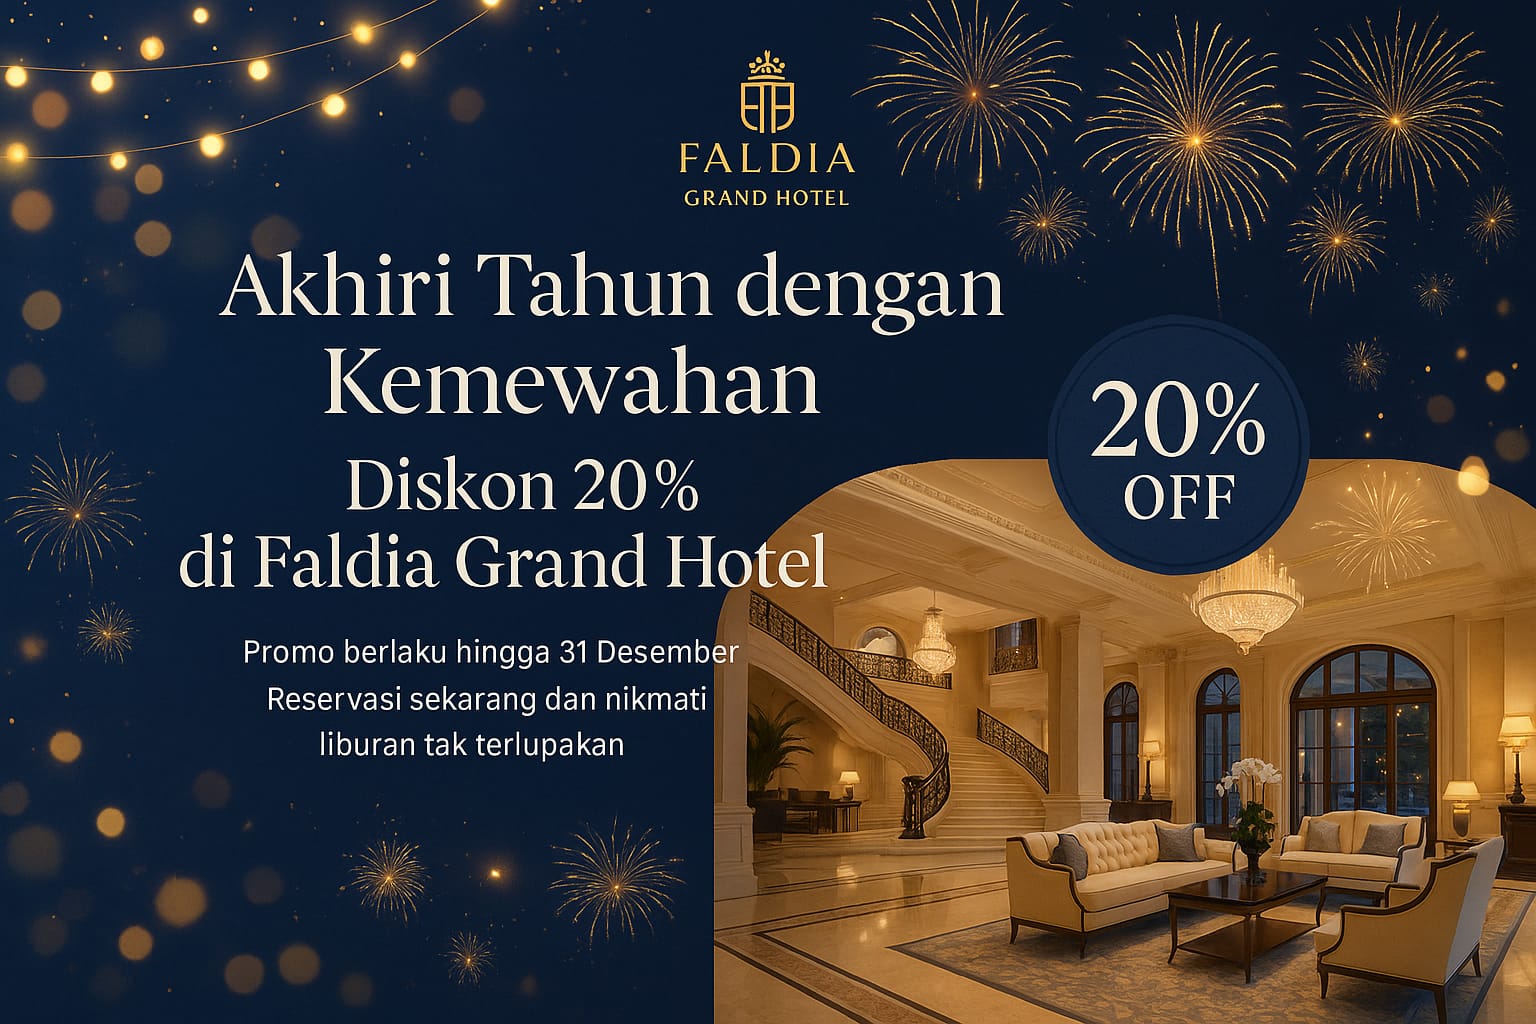 FALDIA
GRAND HOTEL
Akhiri Tahun dengan
Kemewahan
Diskon 20%
di Faldia Grand Hotel
Promo berlaku hingga 31 Desember
Reservasi sekarang dan nikmati
liburan tak terlupakan
20%
OFF